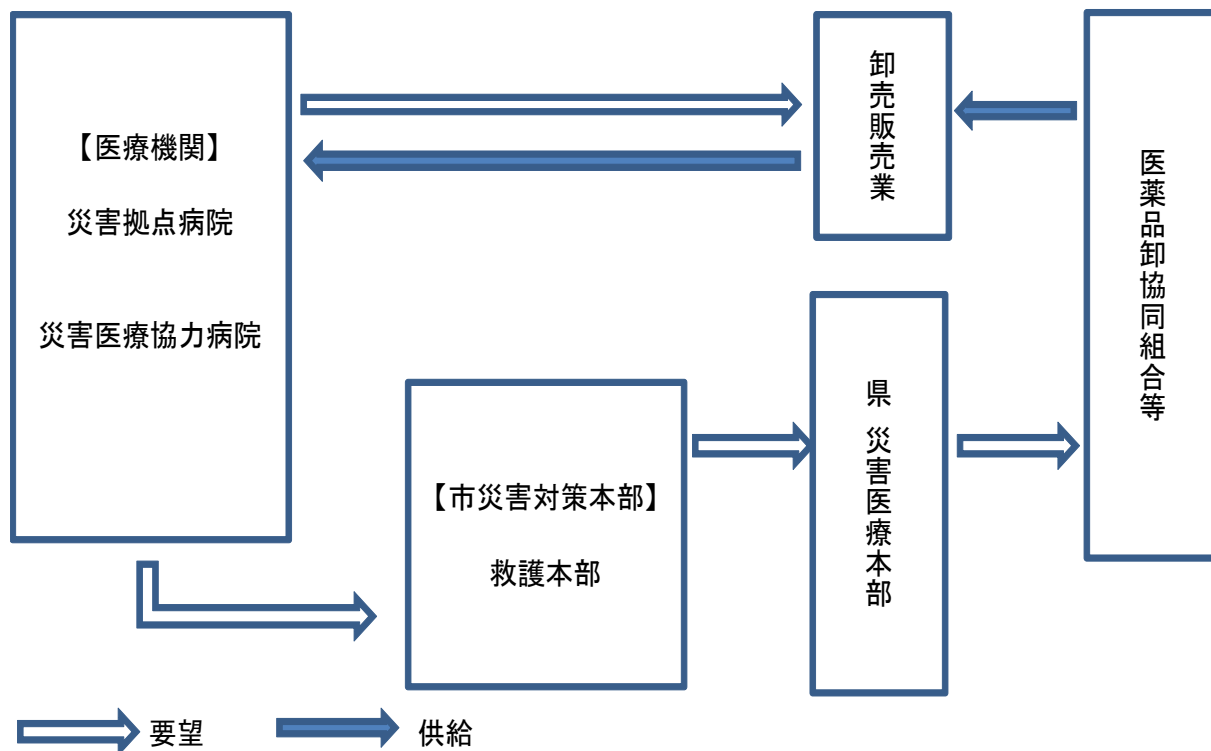 【医療機関】
災害拠点病院
災害医療協力病院
卸売販売業
医薬品卸協同組合等
【市災害対策本部】
救護本部
県 災害医療本部
要望
供給